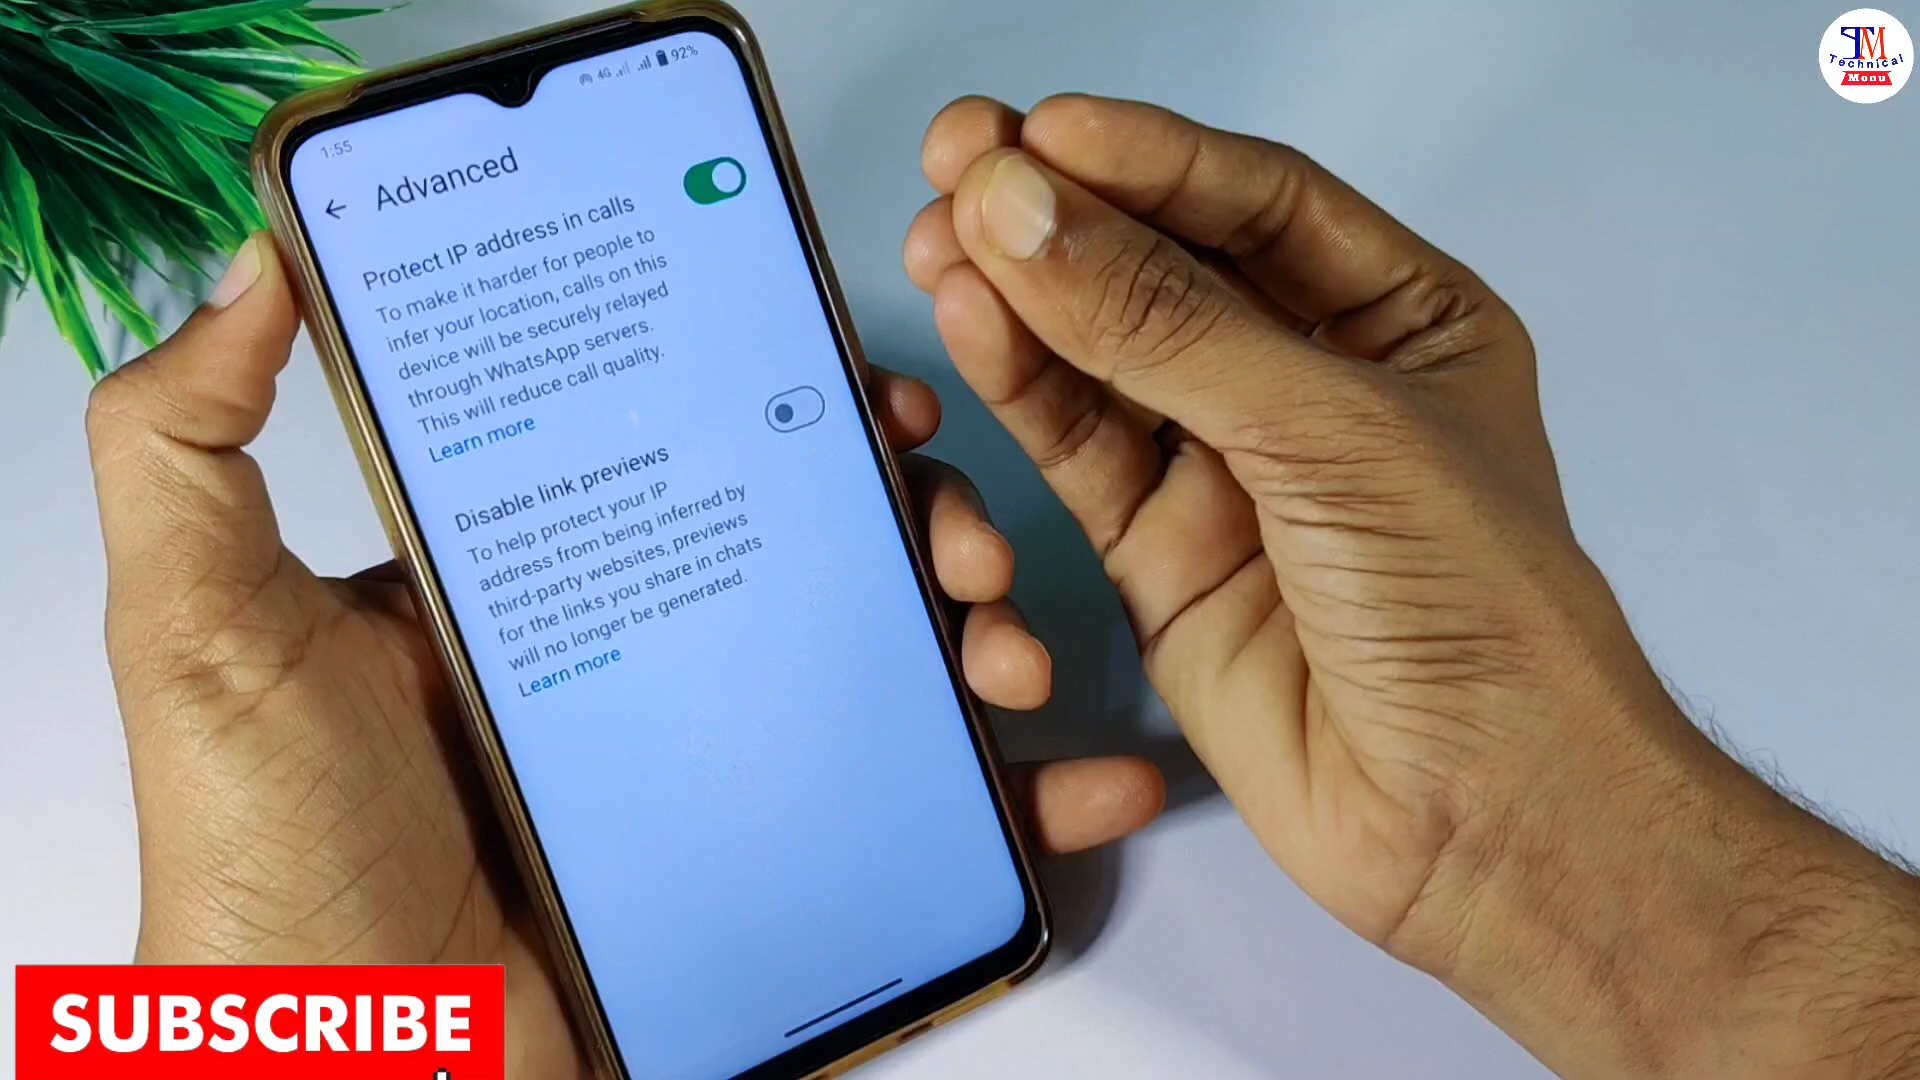 TM
Technical
Monu
4G 92%
1:55
Advanced
Protect IP address in calls
To make it harder for people to
infer your location, calls on this
device will be securely relayed
through WhatsApp servers.
This will reduce call quality.
Learn more
Disable link previews
To help protect your IP
address from being inferred by
third-party websites, previews
for the links you share in chats
will no longer be generated.
Learn more
SUBSCRIBE